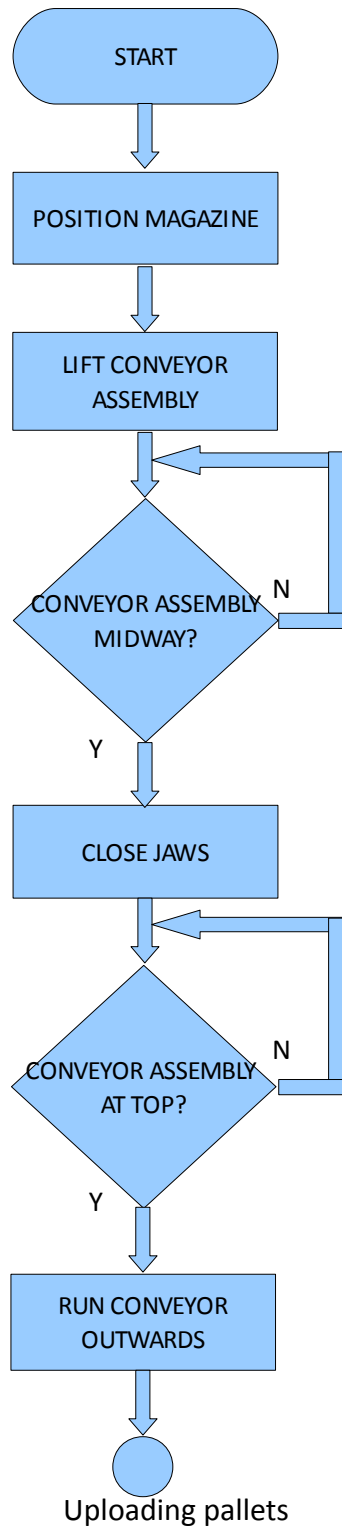 START
POSITION MAGAZINE
LIFT CONVEYOR
ASSEMBLY
CONVEYOR ASSEMBLY
MIDWAY?
N
Y
CLOSE JAWS
CONVEYOR ASSEMBLY
AT TOP?
N
Y
RUN CONVEYOR
OUTWARDS
Uploading pallets